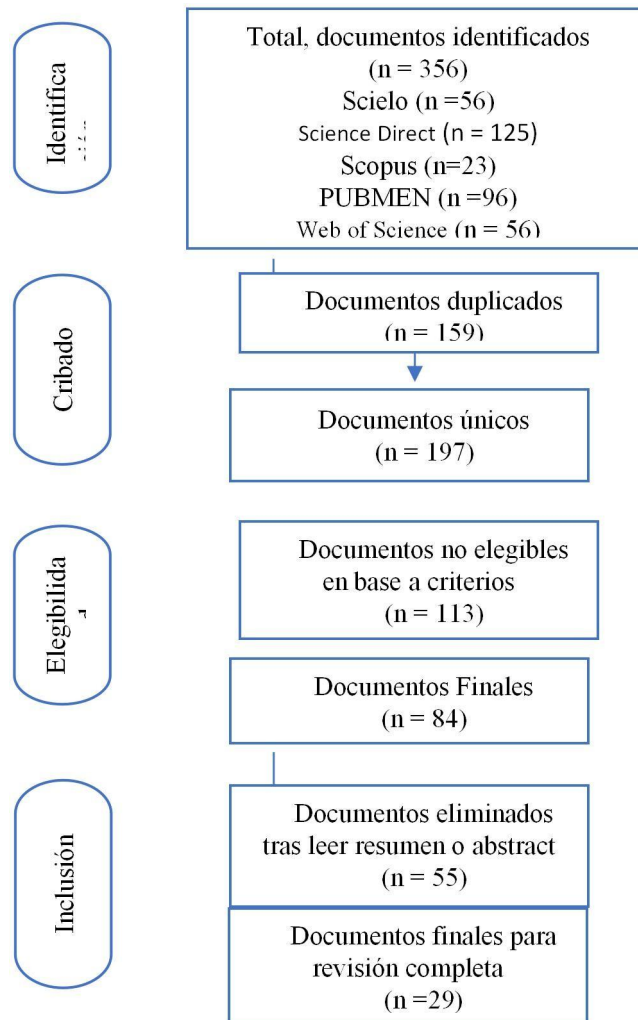 Identifica
Total, documentos identificados
(n = 356)
Scielo (n =56)
Science Direct (n = 125)
Scopus (n=23)
PUBMEN (n =96)
Web of Science (n = 56)
Cribado
Documentos duplicados
(n = 159)
Documentos únicos
(n = 197)
Elegibilida
Documentos no elegibles
en base a criterios
(n = 113)
Documentos Finales
(n = 84)
Inclusión
Documentos eliminados
tras leer resumen o abstract
(n = 55)
Documentos finales para
revisión completa
(n =29)